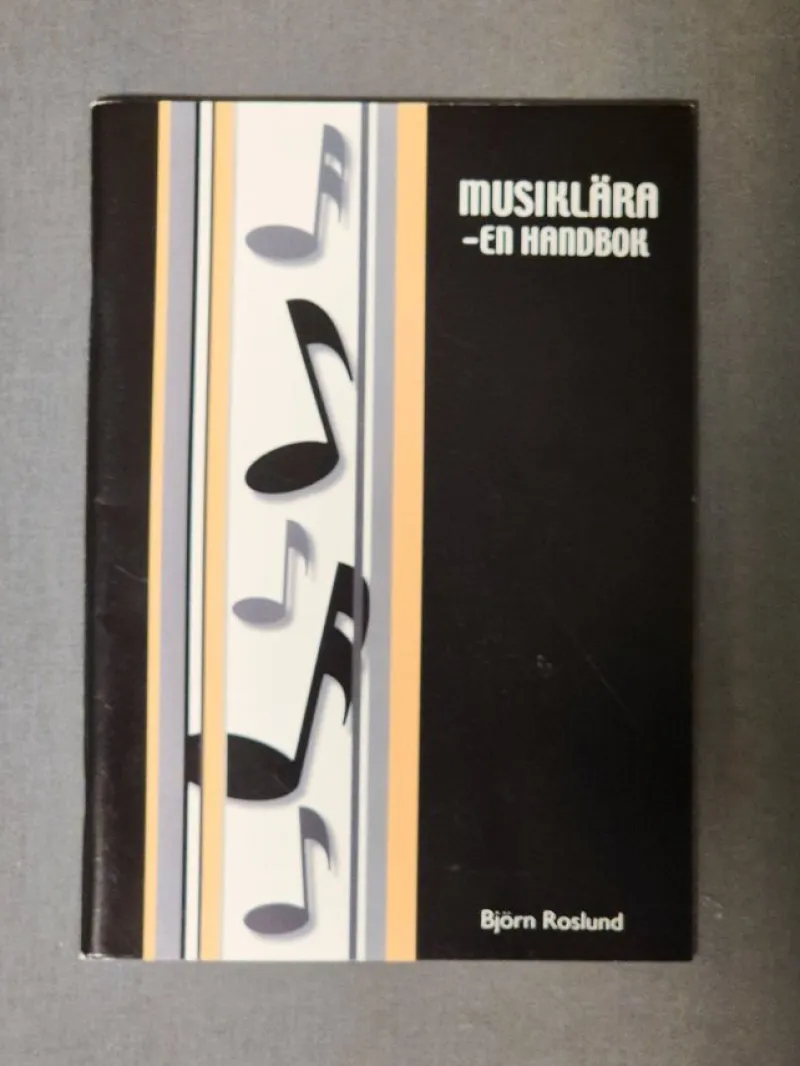 MUSIKLÄRA
-EN HANDBOK
Björn Roslund